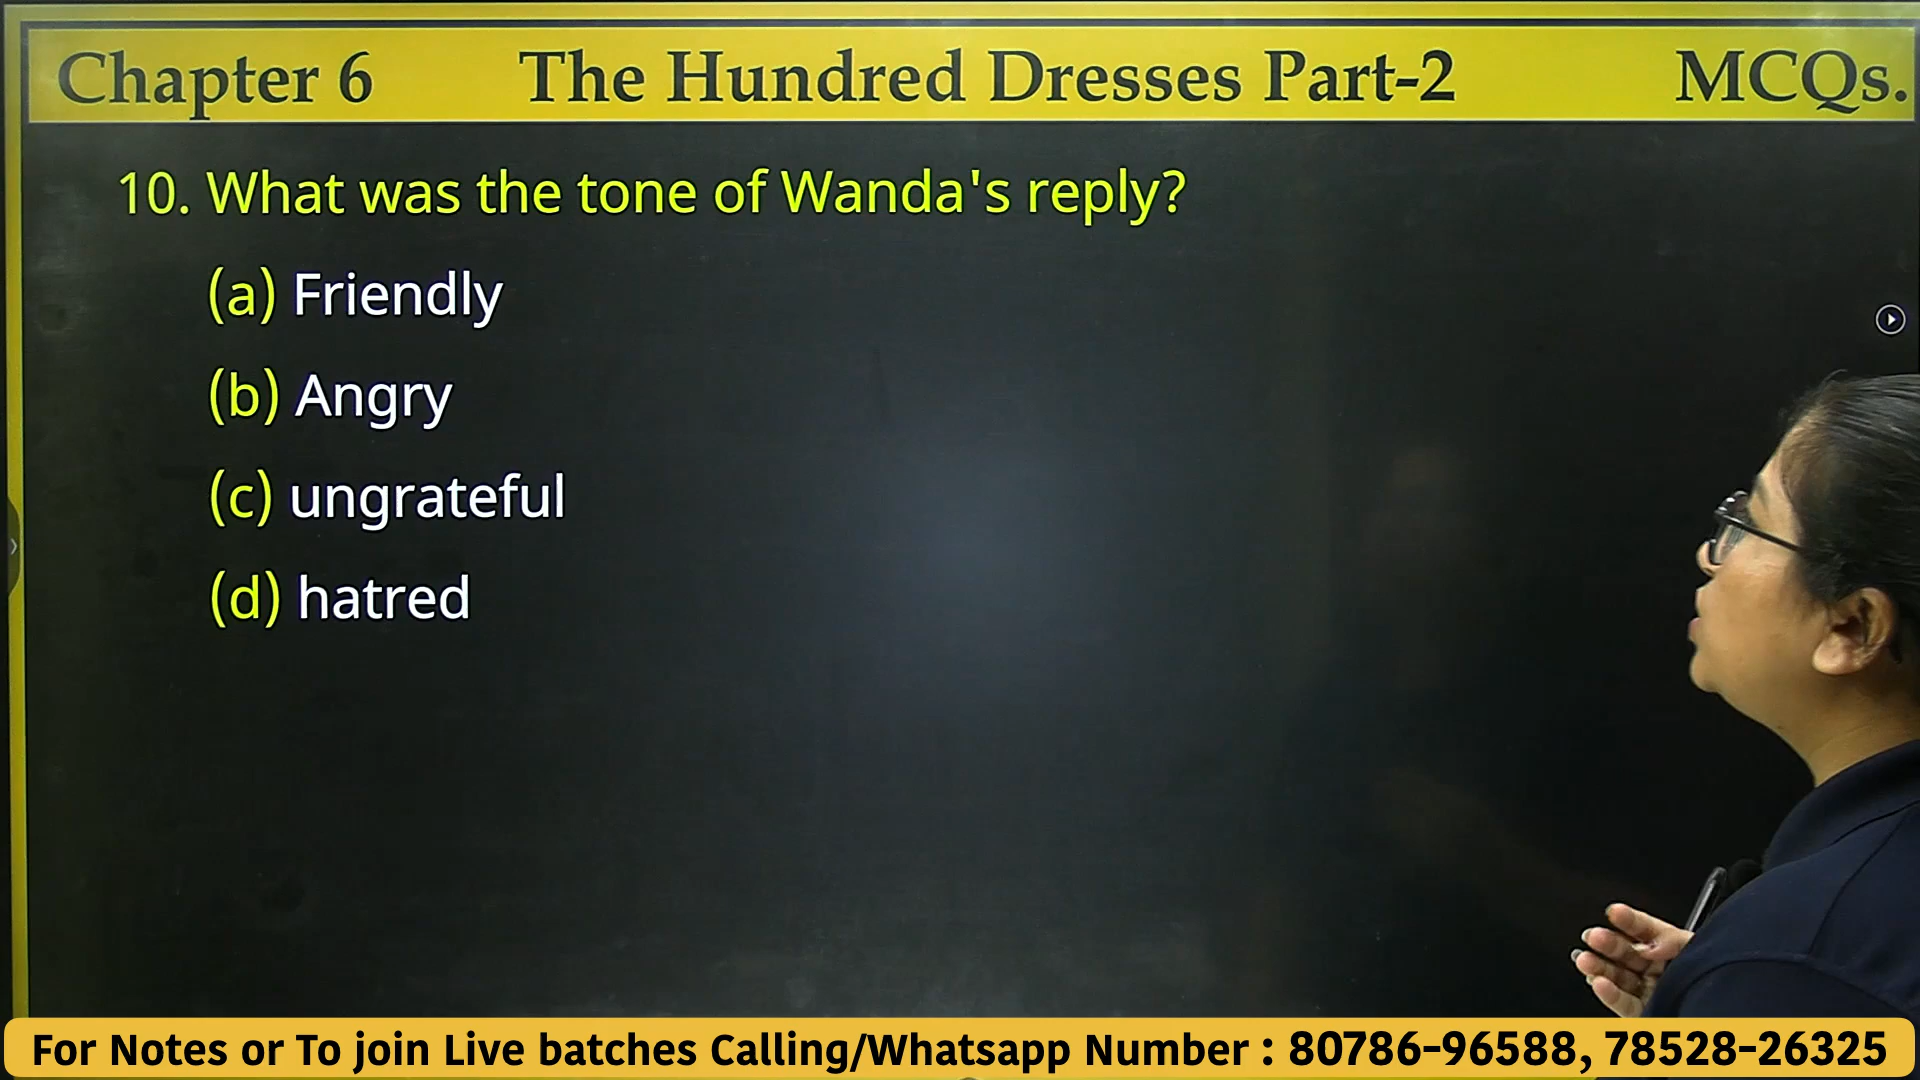 Chapter 6 The Hundred Dresses Part-2 MCQs.
10. What was the tone of Wanda's reply?
(a) Friendly
(b) Angry
(c) ungrateful
(d) hatred
For Notes or To join Live batches Calling/Whatsapp Number : 80786-96588, 78528-26325